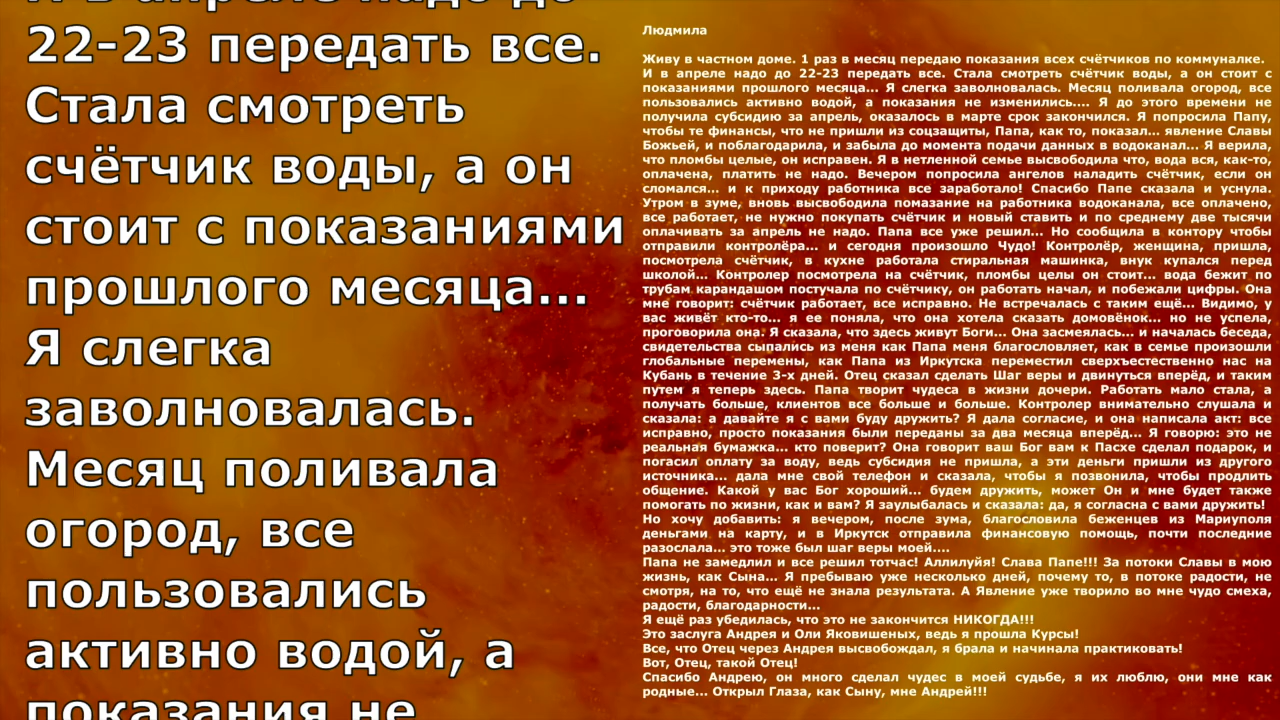 И в апреле надо до
22-23 передать все.
Стала смотреть
счётчик воды, а он
стоит с показаниями
прошлого месяца...
Я слегка
заволновалась.
Месяц поливала
огород, все
пользовались
активно водой, а
показания не
Людмила
Живу в частном доме. 1 раз в месяц передаю показания всех счётчиков по коммуналке.
И в апреле надо до 22-23 передать все. Стала смотреть счётчик воды, а он стоит с
показаниями прошлого месяца... Я слегка заволновалась. Месяц поливала огород, все
пользовались активно водой, а показания не изменились.... Я до этого времени не
получила субсидию за апрель, оказалось в марте срок закончился. Я попросила Папу,
чтобы те финансы, что не пришли из соцзащиты, Папа, как то, показал... явление Славы
Божьей, и поблагодарила, и забыла до момента подачи данных в водоканал... Я верила,
что пломбы целые, он исправен. Я в нетленной семье высвободила что, вода вся, как-то,
оплачена, платить не надо. Вечером попросила ангелов наладить счётчик, если он
сломался... и к приходу работника все заработало! Спасибо Папе сказала и уснула.
Утром в зуме, вновь высвободила помазание на работника водоканала, все оплачено,
все работает, не нужно покупать счётчик и новый ставить и по среднему две тысячи
оплачивать за апрель не надо. Папа все уже решил... Но сообщила в контору чтобы
отправили контролёра... и сегодня произошло Чудо! Контролёр, женщина, пришла,
посмотрела счётчик, в кухне работала стиральная машинка, внук купался перед
школой... Контролер посмотрела на счётчик, пломбы целы он стоит... вода бежит по
трубам карандашом постучала по счётчику, он работать начал, и побежали цифры. Она
мне говорит: счётчик работает, все исправно. Не встречалась с таким ещё... Видимо, у
вас живёт кто-то... я ее поняла, что она хотела сказать домовёнок... но не успела,
проговорила она. Я сказала, что здесь живут Боги... Она засмеялась... и началась беседа,
свидетельства сыпались из меня как Папа меня благословляет, как в семье произошли
глобальные перемены, как Папа из Иркутска переместил сверхъестественно нас на
Кубань в течение 3-х дней. Отец сказал сделать Шаг веры и двинуться вперёд, и таким
путем я теперь здесь. Папа творит чудеса в жизни дочери. Работать мало стала, а
получать больше, клиентов все больше и больше. Контролер внимательно слушала и
сказала: а давайте я с вами буду дружить? Я дала согласие, и она написала акт: все
исправно, просто показания были переданы за два месяца вперёд... Я говорю: это не
реальная бумажка... кто поверит? Она говорит ваш Бог вам к Пасхе сделал подарок, и
погасил оплату за воду, ведь субсидия не пришла, а эти деньги пришли из другого
источника... дала мне свой телефон и сказала, чтобы я позвонила, чтобы продлить
общение. Какой у вас Бог хороший... будем дружить, может Он и мне будет также
помогать по жизни, как и вам? Я заулыбалась и сказала: да, я согласна с вами дружить!
Но хочу добавить: я вечером, после зума, благословила беженцев из Мариуполя
деньгами на карту, и в Иркутск отправила финансовую помощь, почти последние
разослала... это тоже был шаг веры моей....
Папа не замедлил и все решил тотчас! Аллилуйя! Слава Папе!!! За потоки Славы в мою
жизнь, как Сына... Я пребываю уже несколько дней, почему то, в потоке радости, не
смотря, на то, что ещё не знала результата. А Явление уже творило во мне чудо смеха,
радости, благодарности...
Я ещё раз убедилась, что это не закончится НИКОГДА!!!
Это заслуга Андрея и Оли Яковишеных, ведь я прошла Курсы!
Все, что Отец через Андрея высвобождал, я брала и начинала практиковать!
Вот, Отец, такой Отец!
Спасибо Андрею, он много сделал чудес в моей судьбе, я их люблю, они мне как
родные... Открыл Глаза, как Сыну, мне Андрей!!!